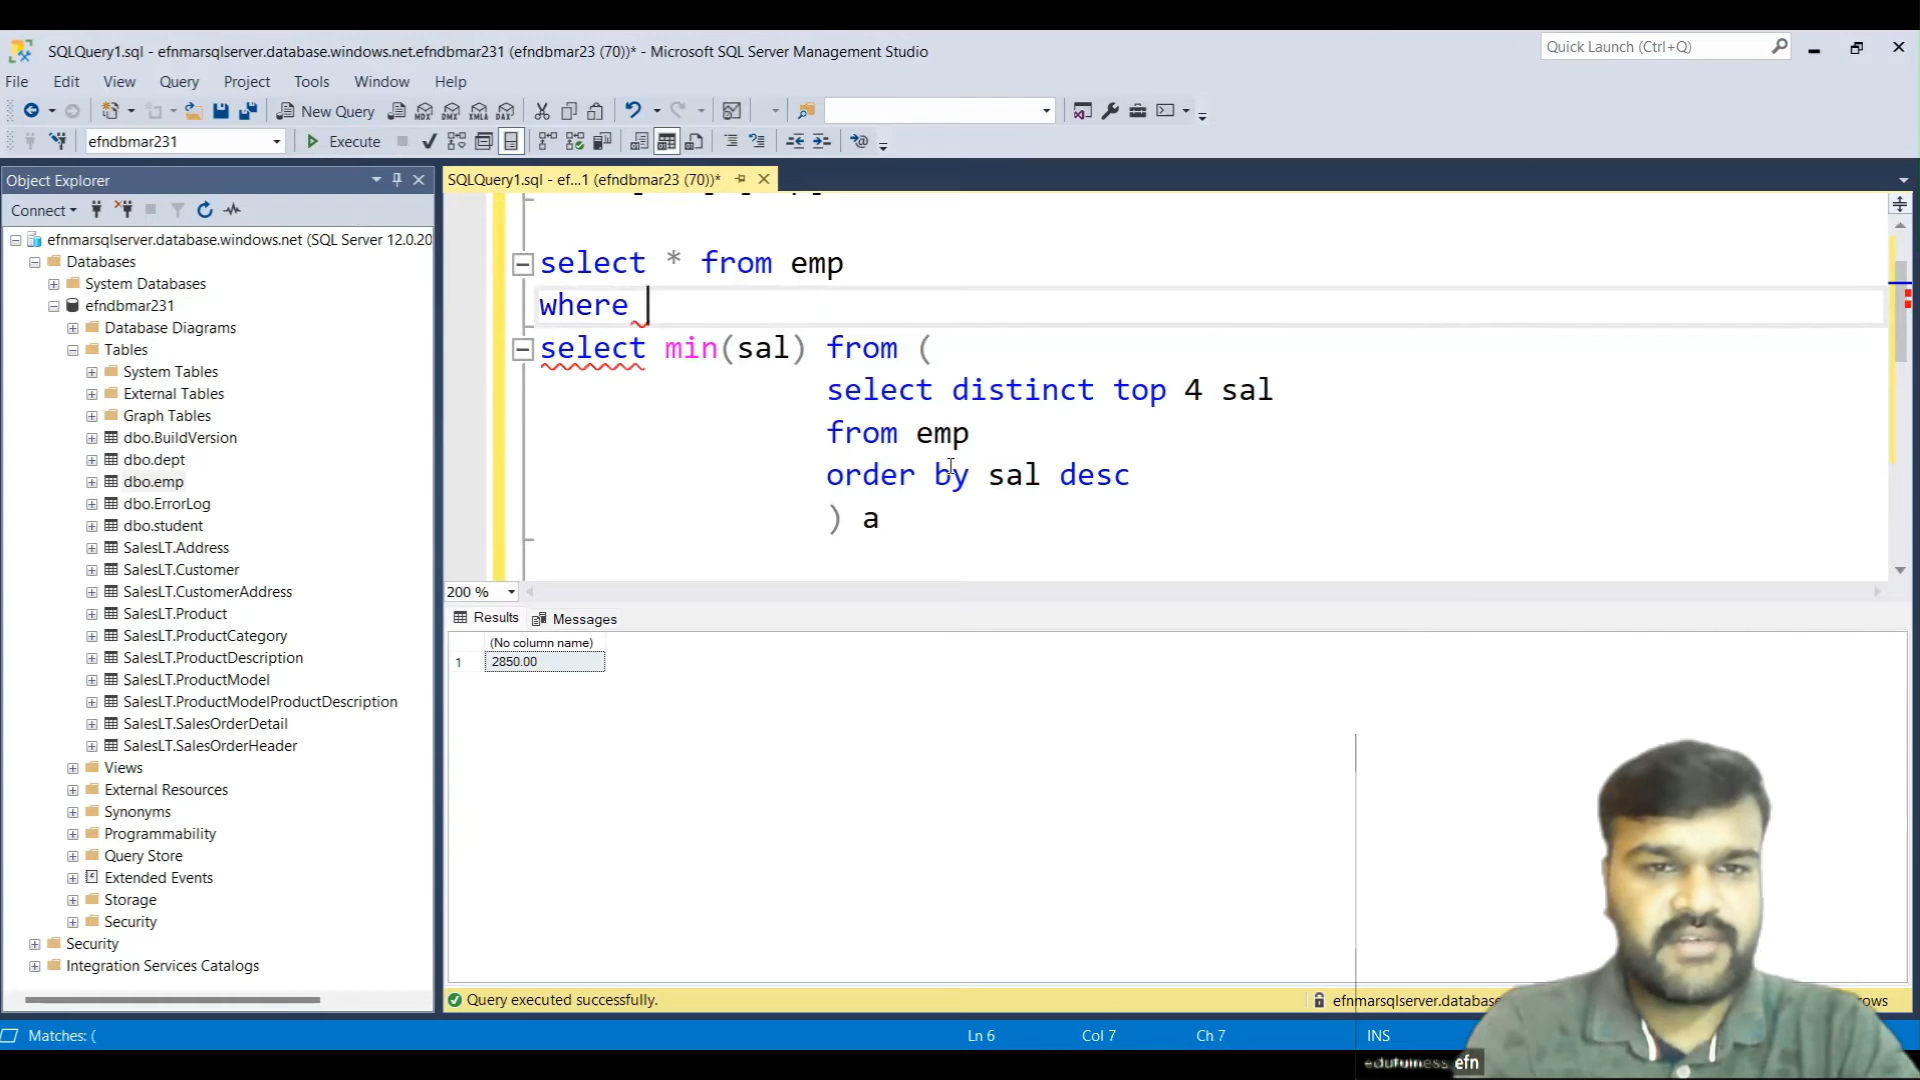 SQLQuery1.sql - efnmarsqlserver.database.windows.net.efndbmar231 (efndbmar23 (70))* - Microsoft SQL Server Management Studio
Quick Launch (Ctrl+Q)
File Edit View Query Project Tools Window Help
New Query
MDX DMX XMLA DAX
efndbmar231
Execute
Object Explorer
SQLQuery1.sql - ef...1 (efndbmar23 (70))*
Connect
efnmarsqlserver.database.windows.net (SQL Server 12.0.20
Databases
System Databases
efndbmar231
Database Diagrams
Tables
System Tables
External Tables
Graph Tables
dbo.BuildVersion
dbo.dept
dbo.emp
dbo.ErrorLog
dbo.student
SalesLT.Address
SalesLT.Customer
SalesLT.CustomerAddress
SalesLT.Product
SalesLT.ProductCategory
SalesLT.ProductDescription
SalesLT.ProductModel
SalesLT.ProductModelProductDescription
SalesLT.SalesOrderDetail
SalesLT.SalesOrderHeader
Views
External Resources
Synonyms
Programmability
Query Store
Extended Events
Storage
Security
Security
Integration Services Catalogs
select * from emp
where
select min(sal) from (
select distinct top 4 sal
from emp
order by sal desc
) a
200 %
Results Messages
(No column name)
1 2850.00
Query executed successfully.
efnmarsqlserver.database
ows
Matches: (
Ln 6 Col 7 Ch 7 INS
efn